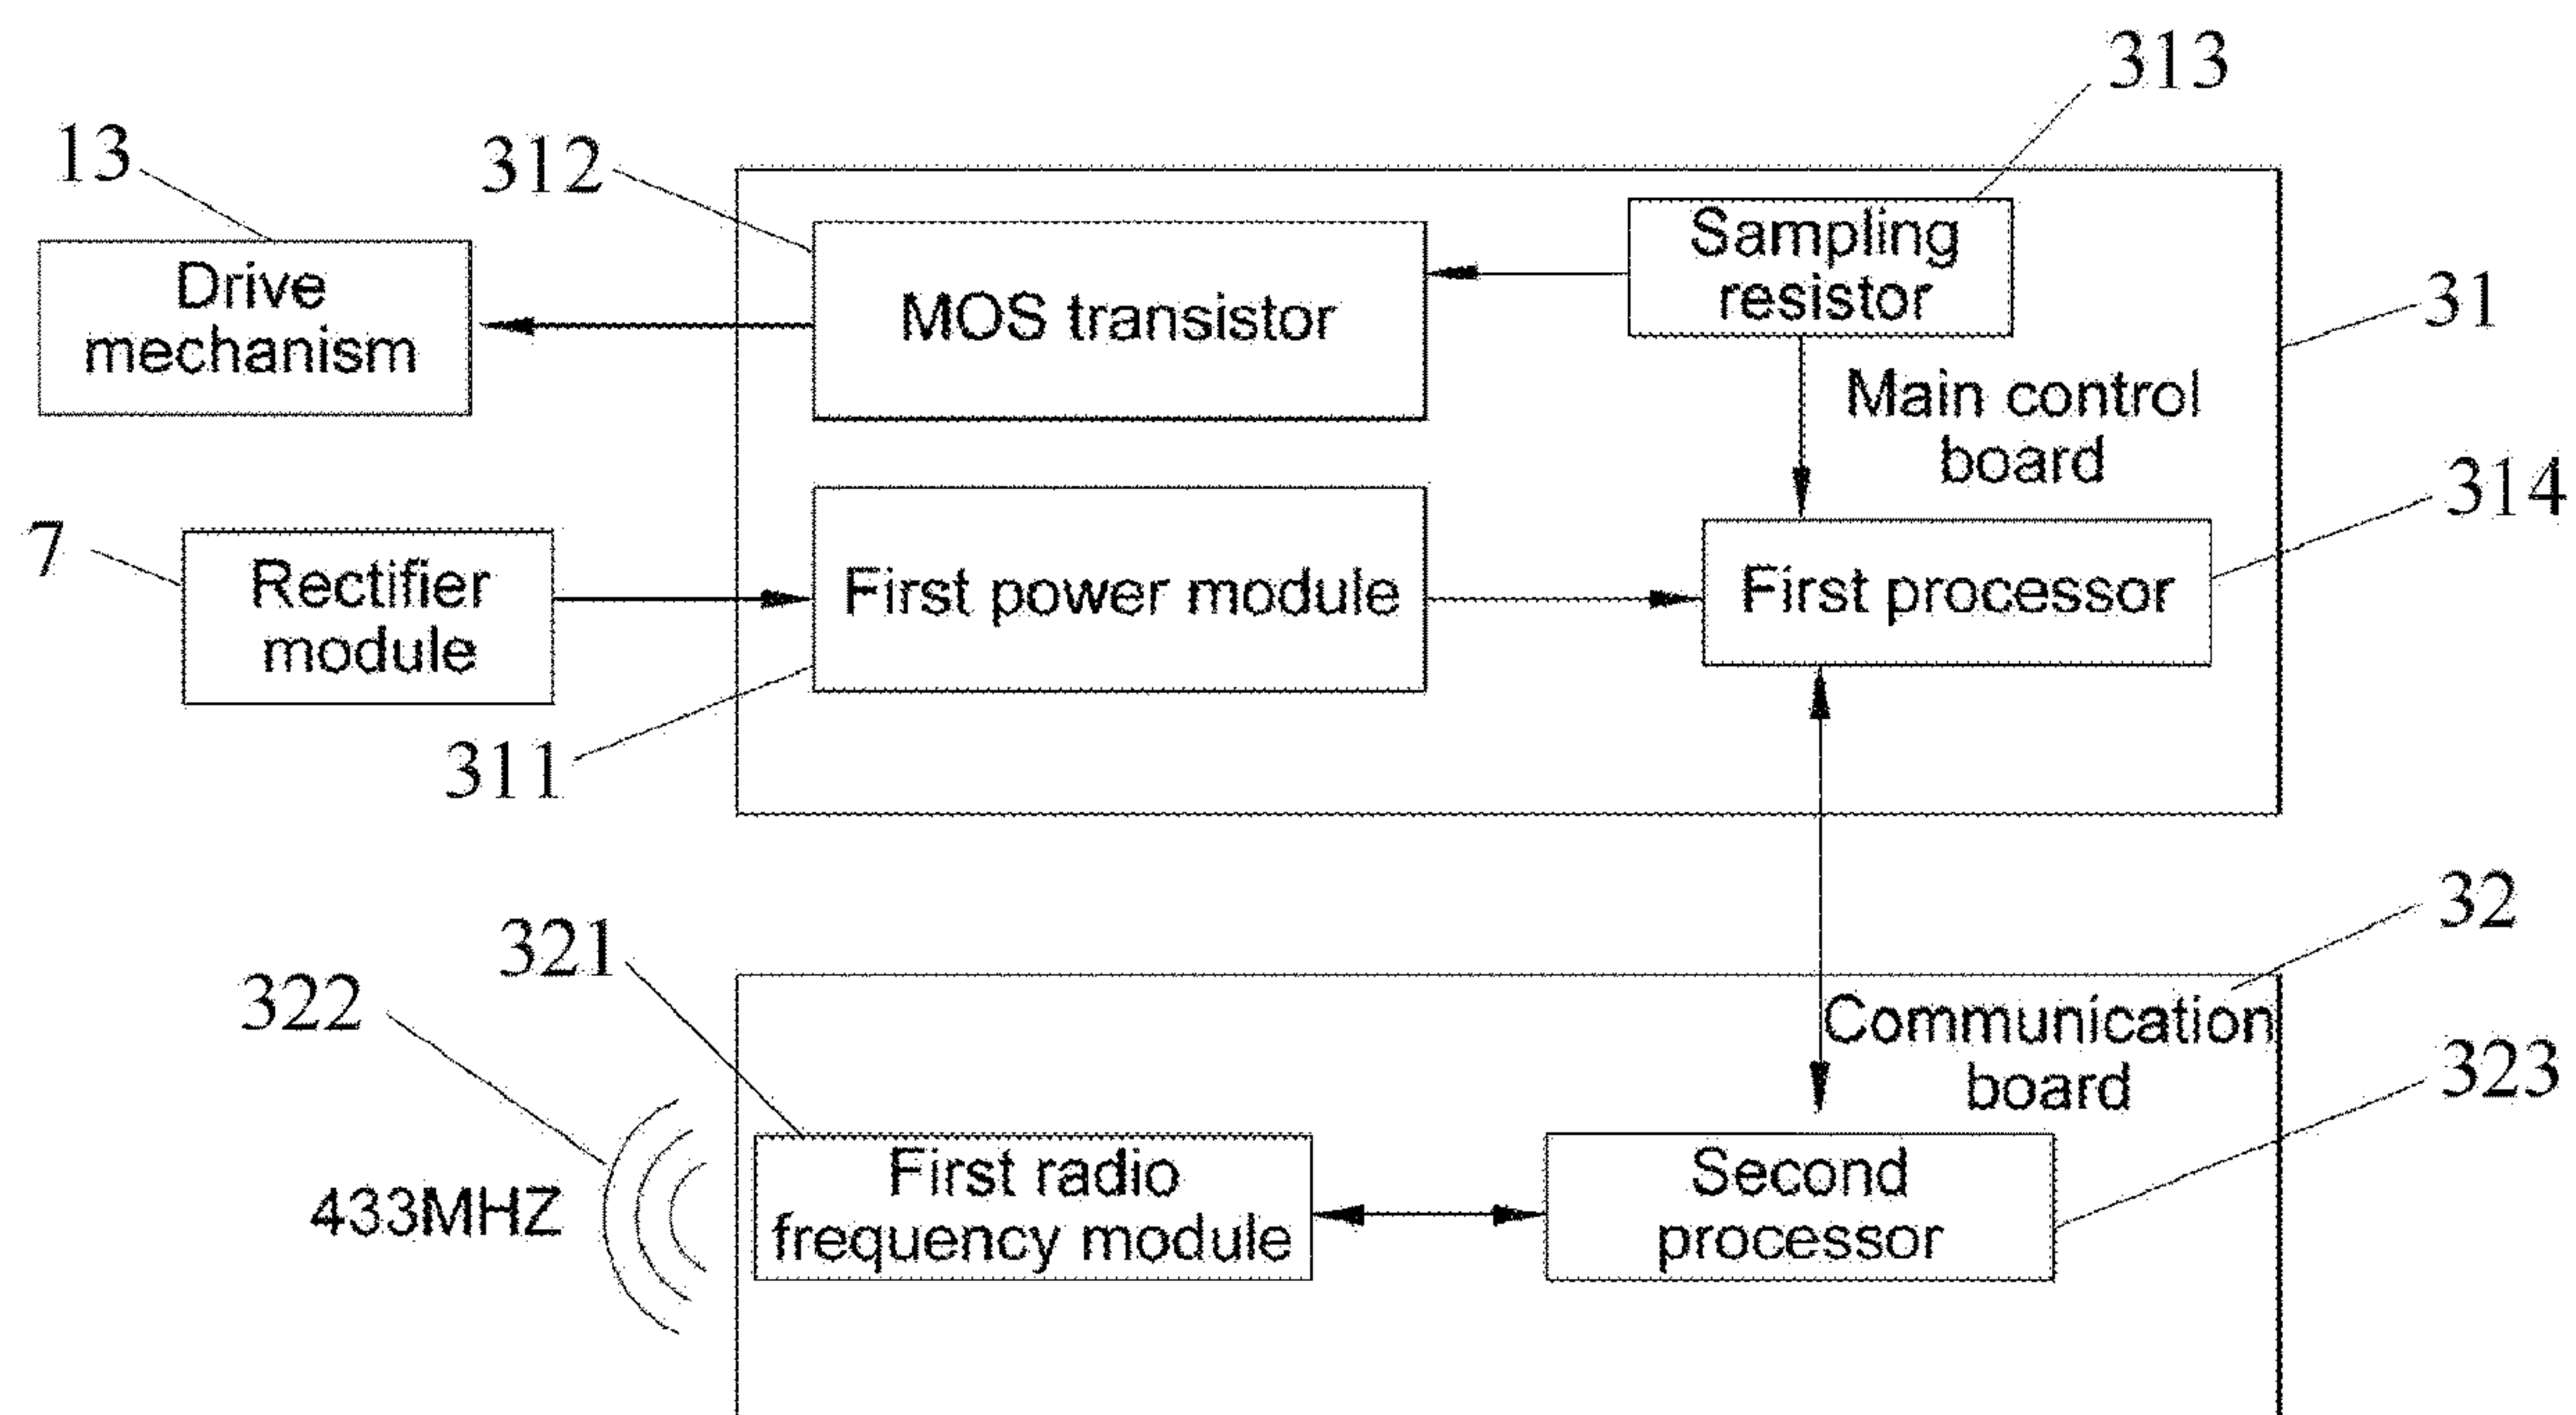 313
13
312
Sampling
resistor
Drive
mechanism
MOS transistor
31
Main control
board
314
7
Rectifier
module
First power module
First processor
311
32
321
322
Communication
board
323
433MHZ
First radio
frequency module
Second
processor